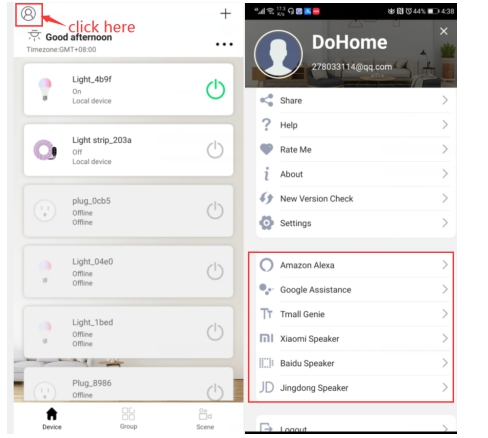 click here
Good afternoon
Timezone:GMT+08:00
Light_4b9f
On
Local device
Light strip_203a
Off
Local device
plug_0cb5
Offline
Offline
Light_04e0
Offline
Offline
Light_1bed
Offline
Offline
Plug_8986
Offline
Device
Group
Scene
44%
4:38
DoHome
278033114@qq.com
Share
Help
Rate Me
About
New Version Check
Settings
Amazon Alexa
Google Assistance
Tmall Genie
Xiaomi Speaker
Baidu Speaker
JD Jingdong Speaker
Logout